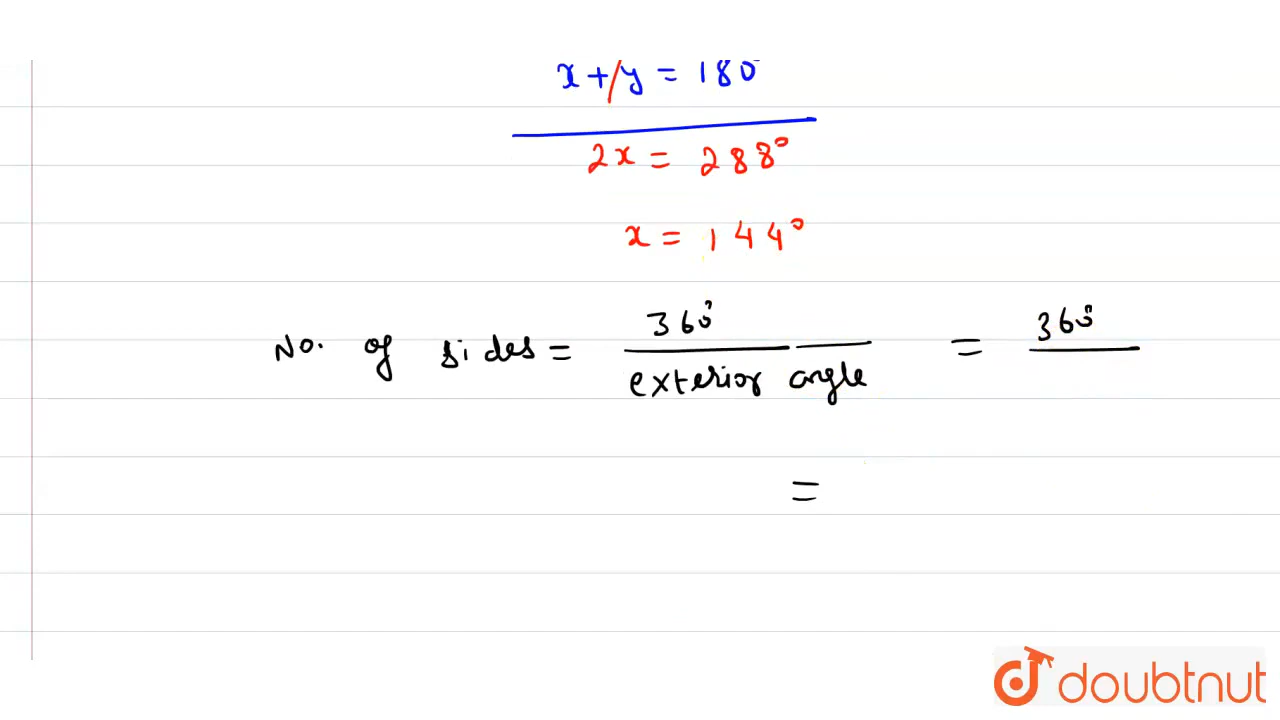 x + y = 180°
2x = 288°
x = 144°
No. of sides = 360° / exterior angle = 360°
=
doubtnut